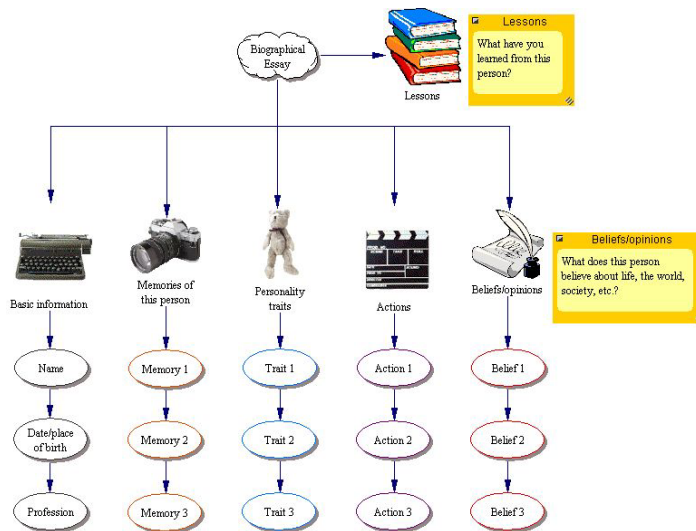 Biographical
Essay
Lessons
Lessons
What have you
learned from this
person?
Basic information
Memories of
this person
Personality
traits
Actions
Beliefs/opinions
Beliefs/opinions
What does this person
believe about life, the world,
society, etc.?
Name
Memory 1
Trait 1
Action 1
Belief 1
Date/place
of birth
Memory 2
Trait 2
Action 2
Belief 2
Profession
Memory 3
Trait 3
Action 3
Belief 3